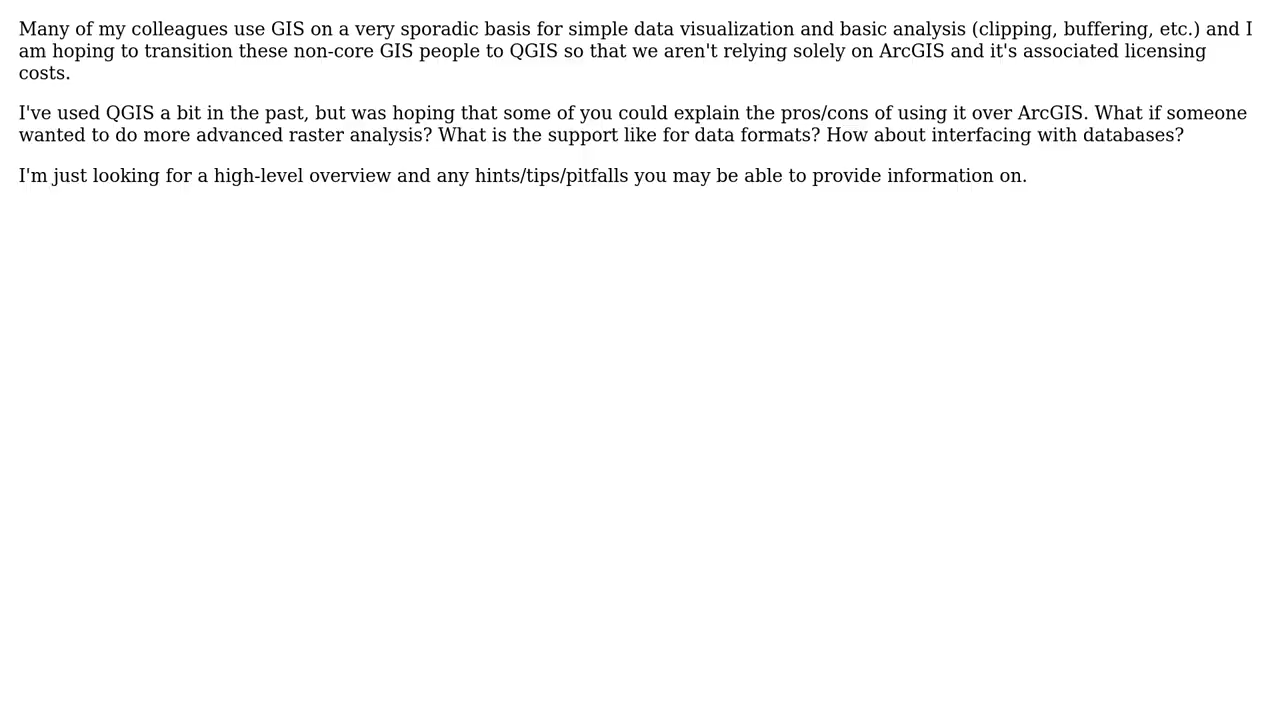 Many of my colleagues use GIS on a very sporadic basis for simple data visualization and basic analysis (clipping, buffering, etc.) and I
am hoping to transition these non-core GIS people to QGIS so that we aren't relying solely on ArcGIS and it's associated licensing
costs.
I've used QGIS a bit in the past, but was hoping that some of you could explain the pros/cons of using it over ArcGIS. What if someone
wanted to do more advanced raster analysis? What is the support like for data formats? How about interfacing with databases?
I'm just looking for a high-level overview and any hints/tips/pitfalls you may be able to provide information on.